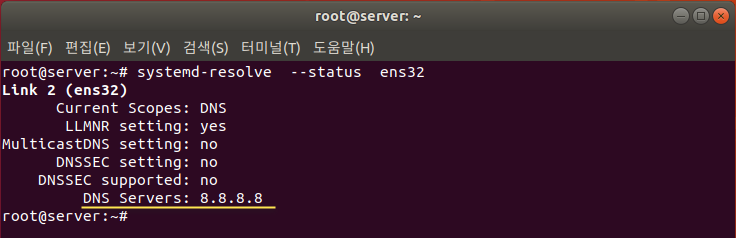 root@server: ~
파일(F) 편집(E) 보기(V) 검색(S) 터미널(T) 도움말(H)
root@server:~# systemd-resolve  --status  ens32
Link 2 (ens32)
      Current Scopes: DNS
       LLMNR setting: yes
MulticastDNS setting: no
      DNSSEC setting: no
    DNSSEC supported: no
         DNS Servers: 8.8.8.8
root@server:~#